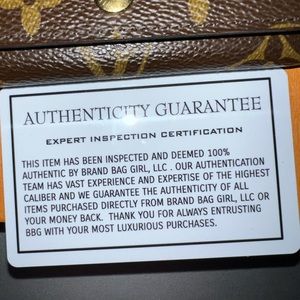 AUTHENTICITY GUARANTEE
EXPERT INSPECTION CERTIFICATION
THIS ITEM HAS BEEN INSPECTED AND DEEMED 100%
AUTHENTIC BY BRAND BAG GIRL, LLC . OUR AUTHENTICATION
TEAM HAS VAST EXPERIENCE AND EXPERTISE OF THE HIGHEST
CALIBER AND WE GUARANTEE THE AUTHENTICITY OF ALL
ITEMS PURCHASED DIRECTLY FROM BRAND BAG GIRL, LLC OR
YOUR MONEY BACK. THANK YOU FOR ALWAYS ENTRUSTING
BBG WITH YOUR MOST LUXURIOUS PURCHASES.